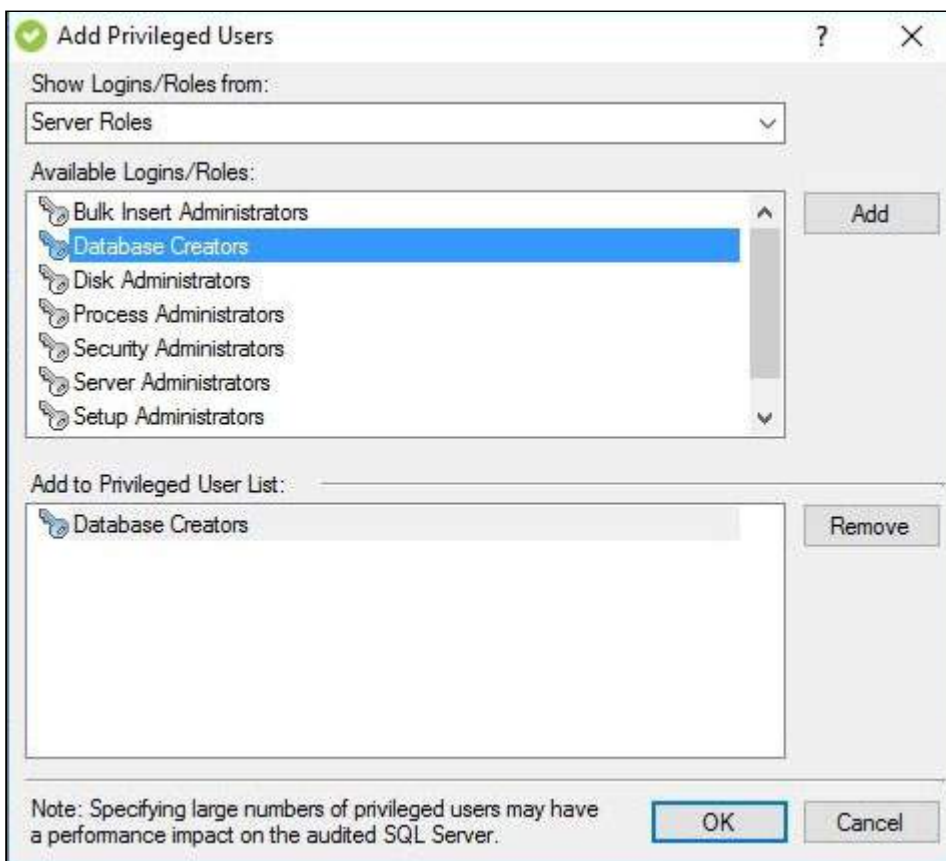 Add Privileged Users
?
Show Logins/Roles from:
Server Roles
Available Logins/Roles:
Bulk Insert Administrators
Add
Database Creators
Disk Administrators
Process Administrators
Security Administrators
Server Administrators
Setup Administrators
Add to Privileged User List:
Database Creators
Remove
Note: Specifying large numbers of privileged users may have
a performance impact on the audited SQL Server.
OK
Cancel